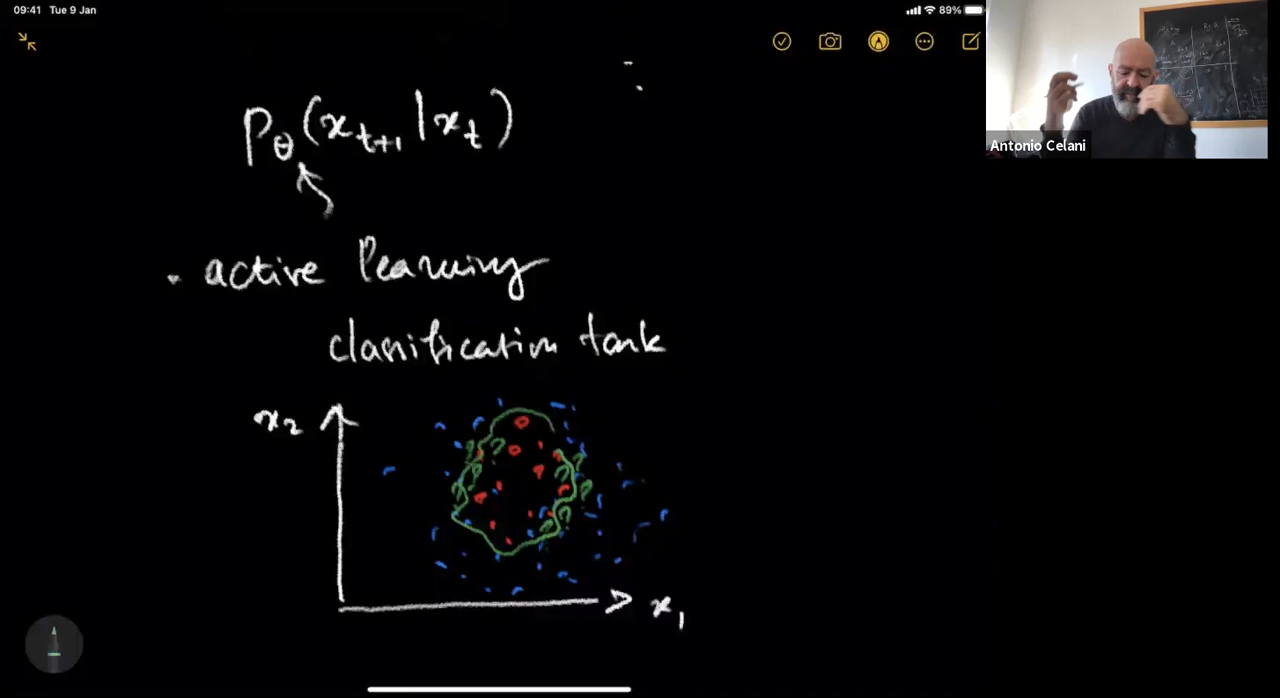 09:41 Tue 9 Jan
89%
Antonio Celani
pθ(xt+1|xt)
. active learning
classification task
x2
? ? ? ? ? ? ? ?
x1